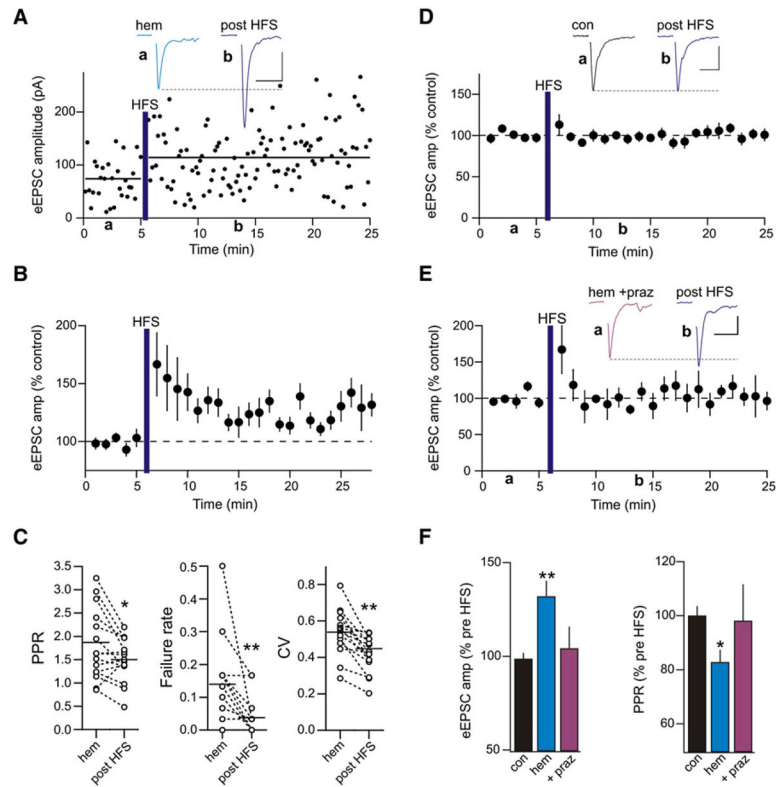 A
hem
a
post HFS
b
HFS
eEPSC amplitude (pA)
200
100
0
0
5
10
15
20
25
a
b
Time (min)
B
HFS
eEPSC amp (% control)
200
150
100
0
5
10
15
20
25
Time (min)
C
PPR
3.5
3.0
2.5
2.0
1.5
1.0
0.5
0.0
*
hem
post HFS
Failure rate
0.5
0.4
0.3
0.2
0.1
0.0
**
hem
post HFS
CV
0.8
0.6
0.4
0.2
0.0
**
hem
post HFS
D
con
a
post HFS
b
HFS
eEPSC amp (% control)
150
100
50
0
0
5
10
15
20
25
a
b
Time (min)
E
hem +praz
a
post HFS
b
HFS
eEPSC amp (% control)
200
150
100
50
0
0
5
10
15
20
25
a
b
Time (min)
F
eEPSC amp (% pre HFS)
150
100
50
**
con
hem
+ praz
PPR (% pre HFS)
120
100
80
60
*
con
hem
+ praz